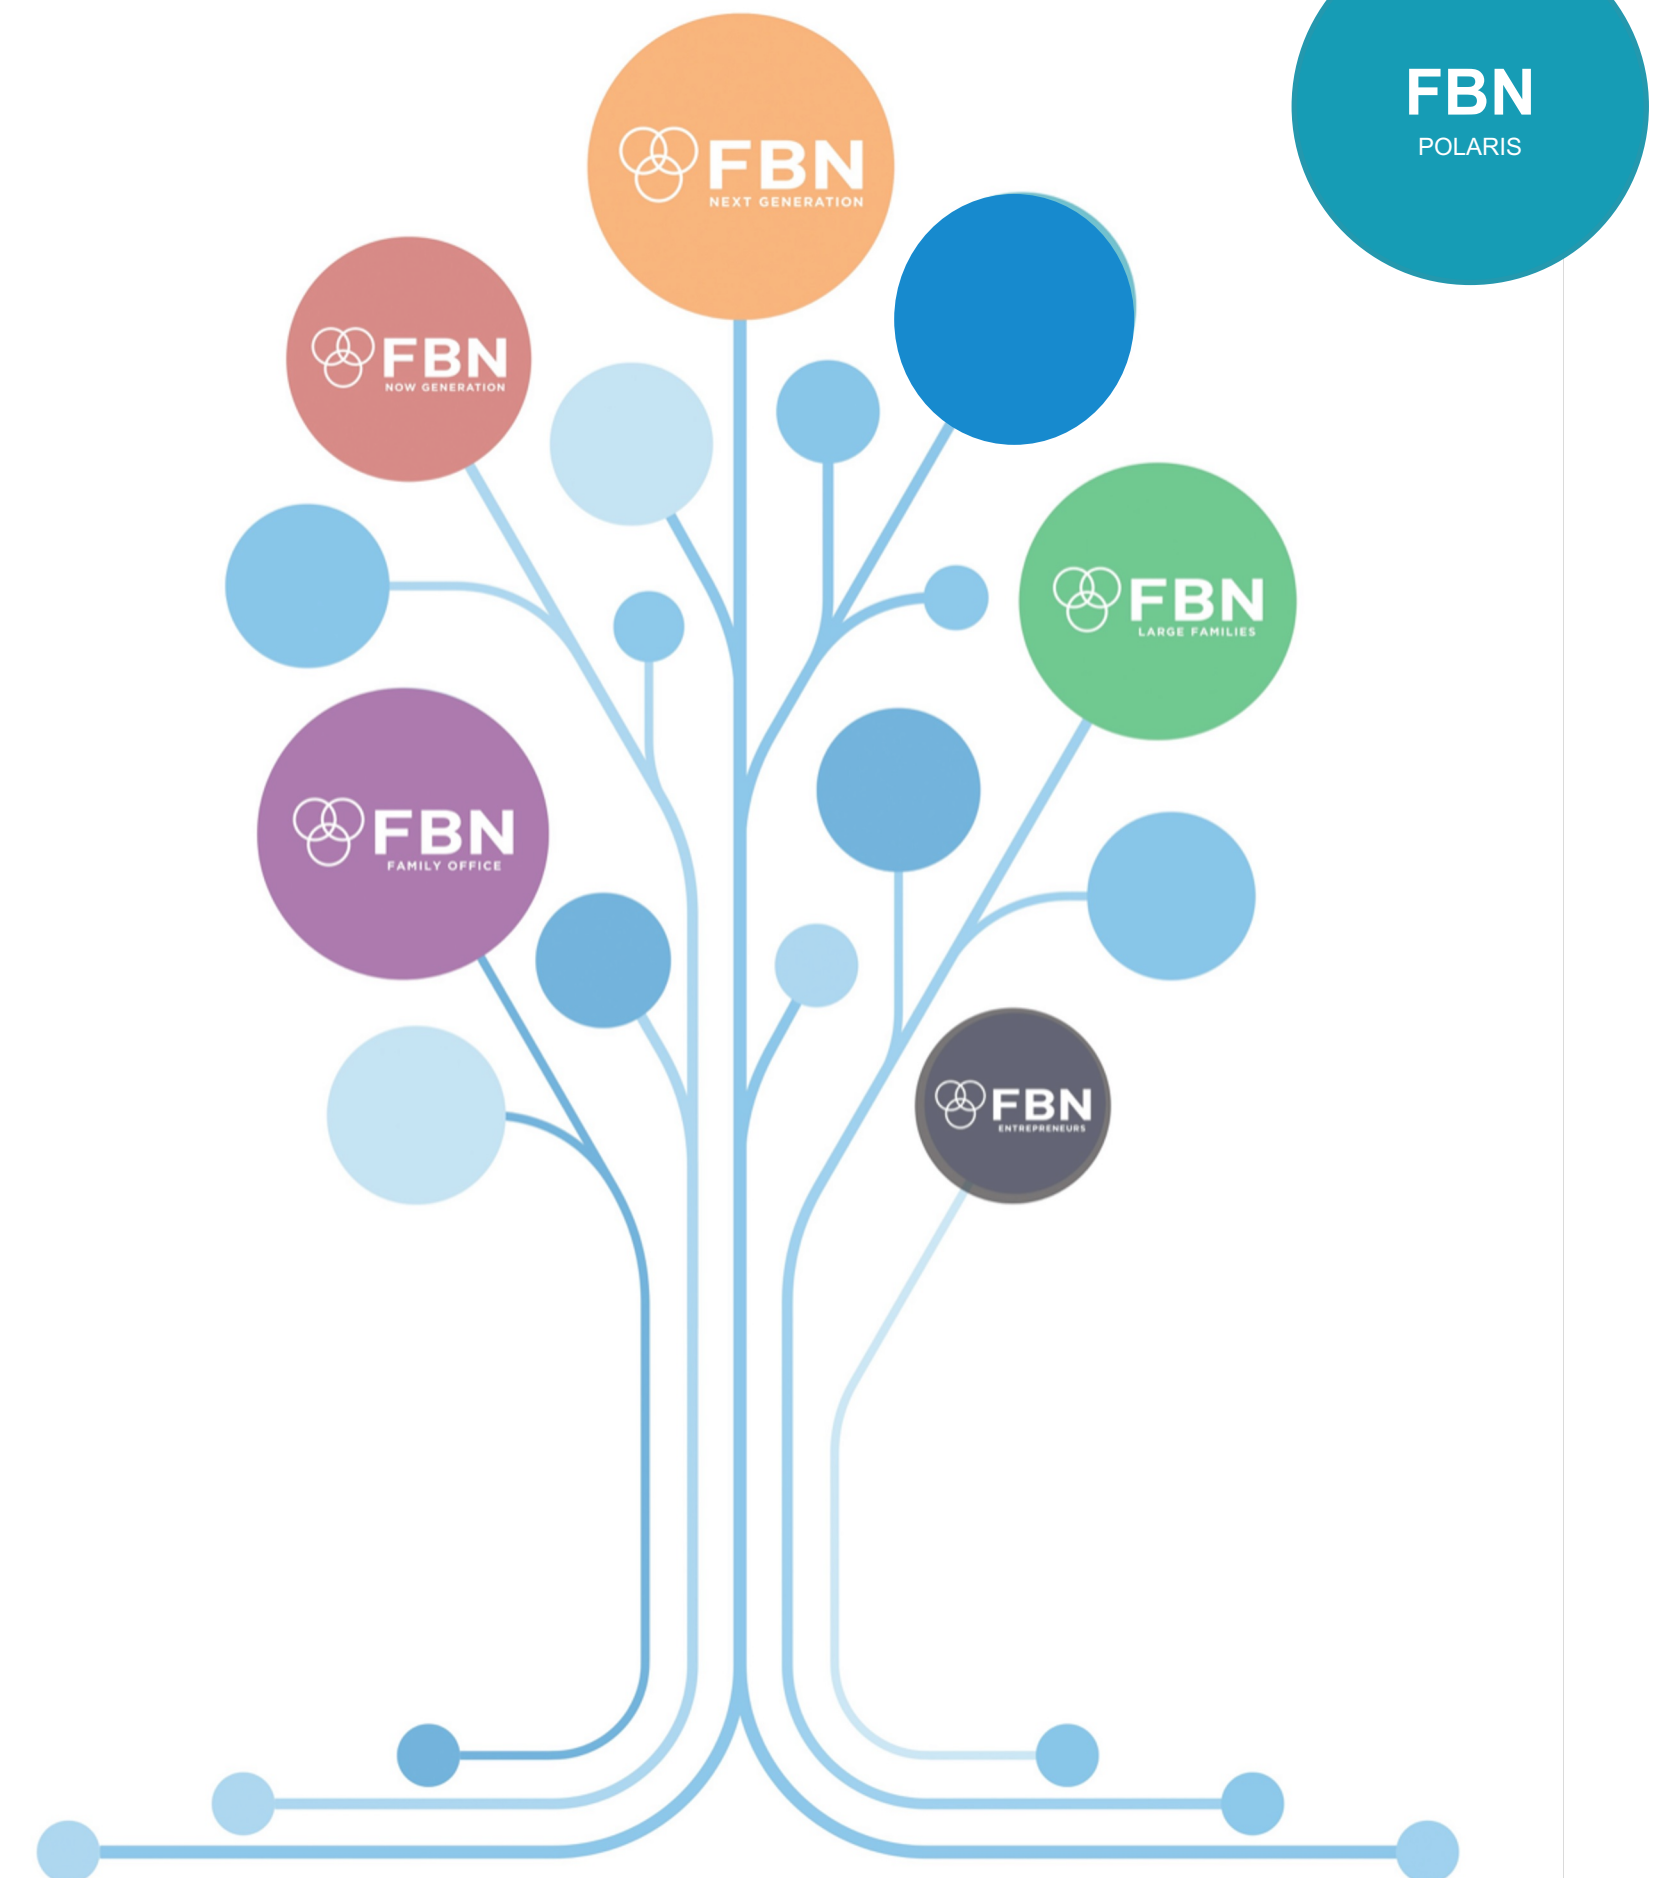 FBN
POLARIS
FBN
NEXT GENERATION
FBN
NOW GENERATION
FBN
LARGE FAMILIES
FBN
FAMILY OFFICE
FBN
ENTREPRENEURS